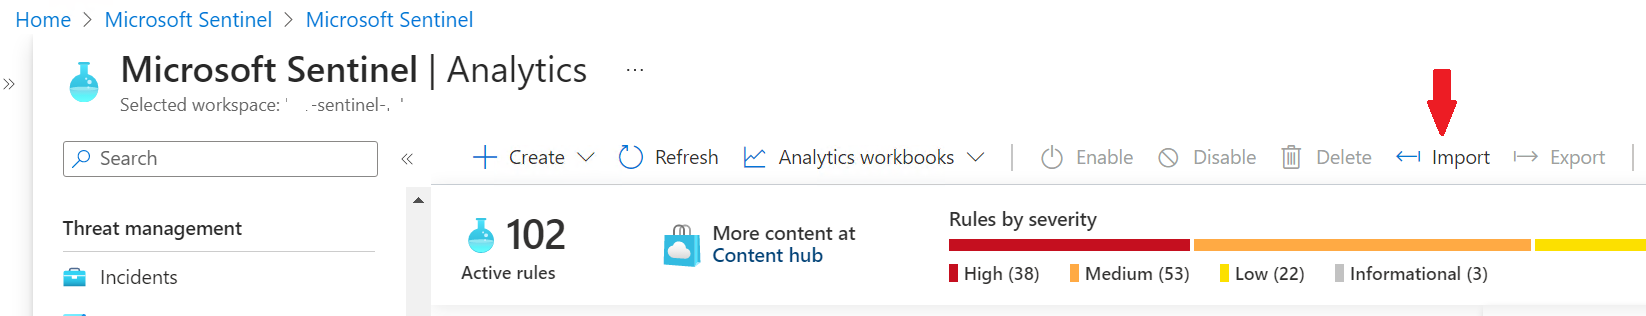 Home > Microsoft Sentinel > Microsoft Sentinel
Microsoft Sentinel | Analytics ...
Selected workspace: ' . -sentinel-. '
Search
Create
Refresh
Analytics workbooks
Enable
Disable
Delete
Import
Export
Threat management
Incidents
102
Active rules
More content at
Content hub
Rules by severity
High (38)
Medium (53)
Low (22)
Informational (3)